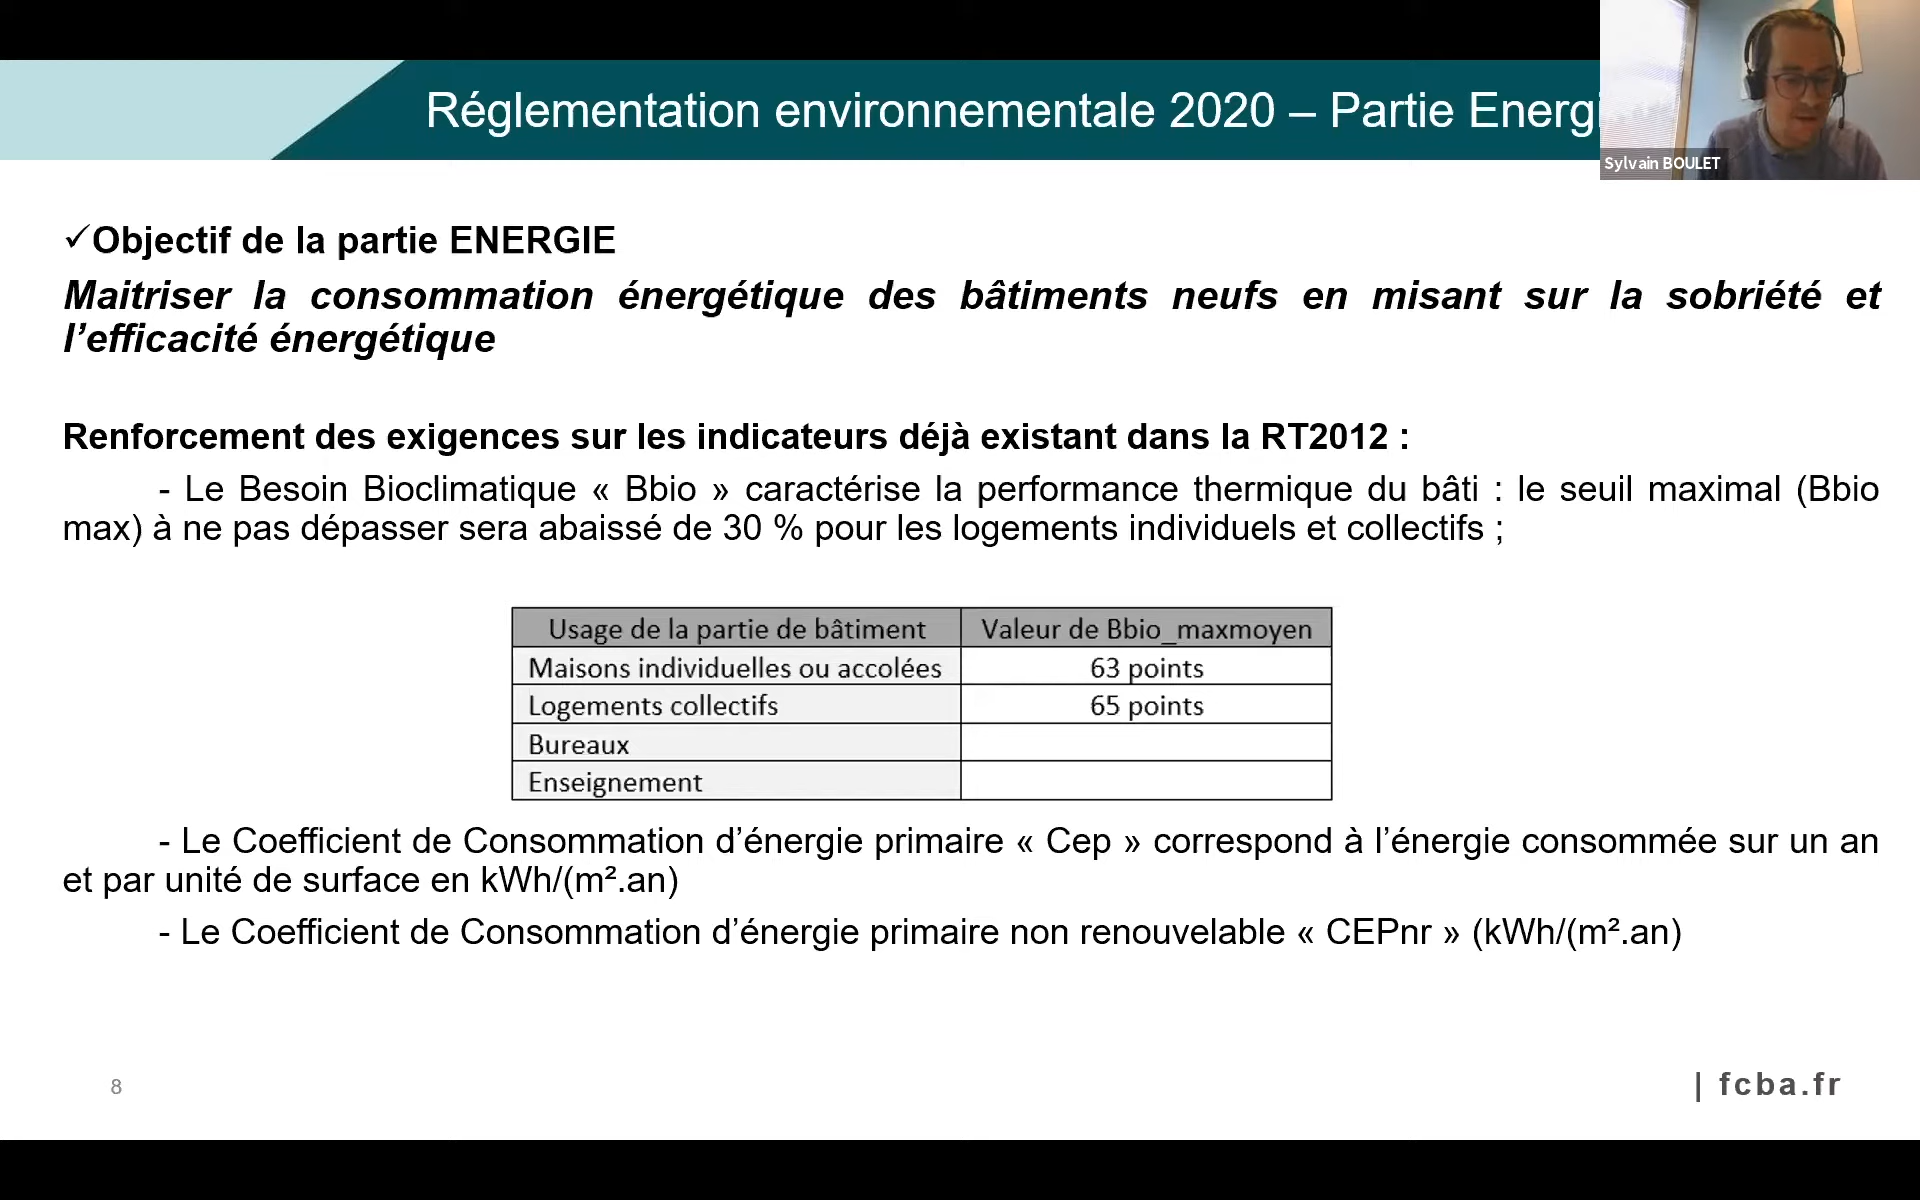 Réglementation environnementale 2020 – Partie Energi
Sylvain BOULET
✓Objectif de la partie ENERGIE
Maitriser la consommation énergétique des bâtiments neufs en misant sur la sobriété et
l’efficacité énergétique
Renforcement des exigences sur les indicateurs déjà existant dans la RT2012 :
- Le Besoin Bioclimatique « Bbio » caractérise la performance thermique du bâti : le seuil maximal (Bbio
max) à ne pas dépasser sera abaissé de 30 % pour les logements individuels et collectifs ;
Usage de la partie de bâtiment Valeur de Bbio_maxmoyen
Maisons individuelles ou accolées 63 points
Logements collectifs 65 points
Bureaux
Enseignement
- Le Coefficient de Consommation d’énergie primaire « Cep » correspond à l’énergie consommée sur un an
et par unité de surface en kWh/(m².an)
- Le Coefficient de Consommation d’énergie primaire non renouvelable « CEPnr » (kWh/(m².an)
8
| fcba.fr